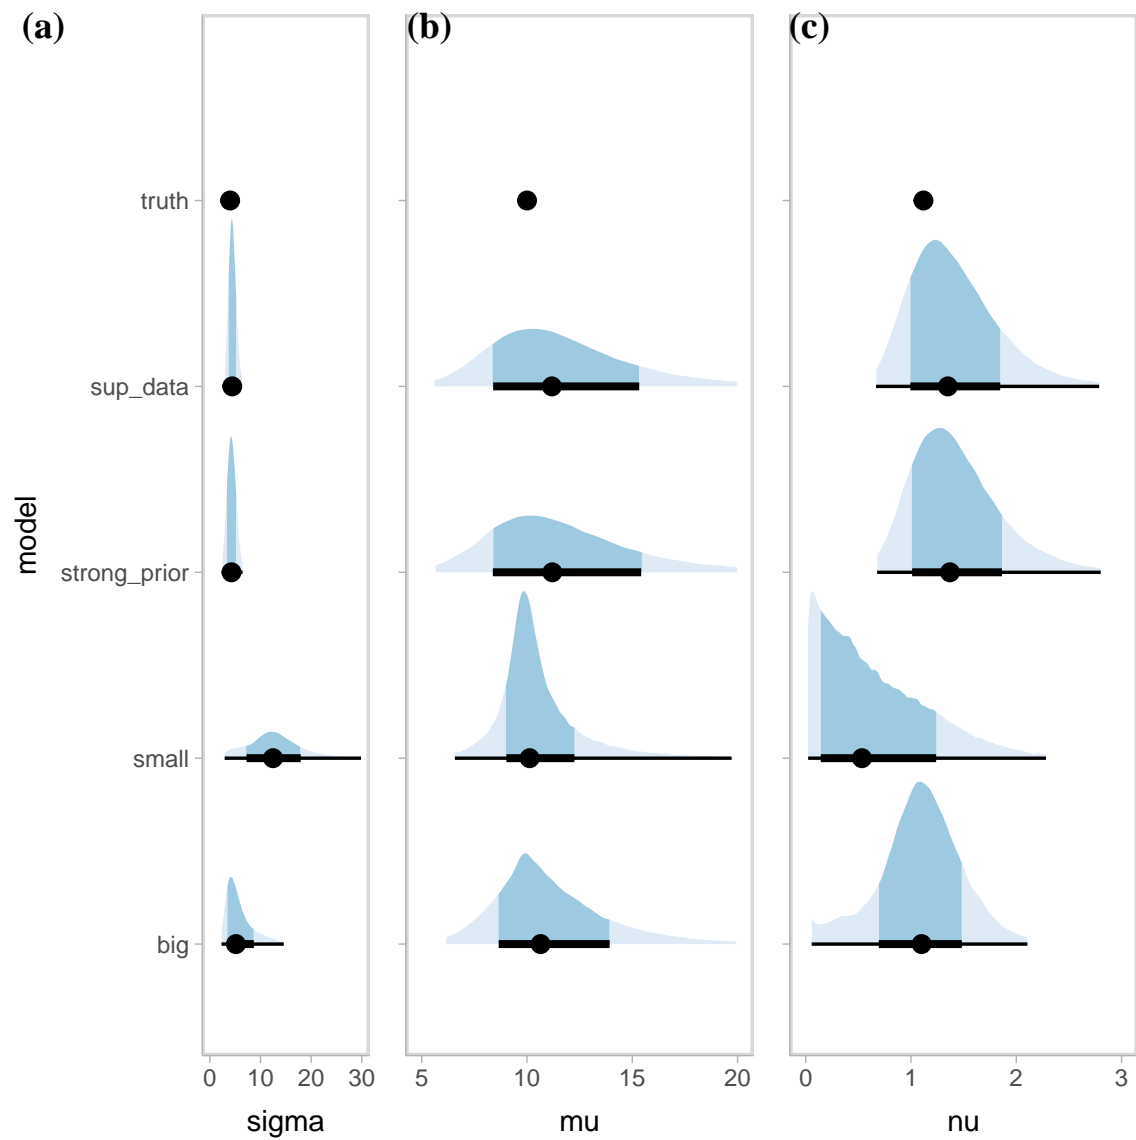 (a) (b) (c)
truth
sup_data
strong_prior
small
big
model
0 10 20 30 5 10 15 20 0 1 2 3
sigma mu nu